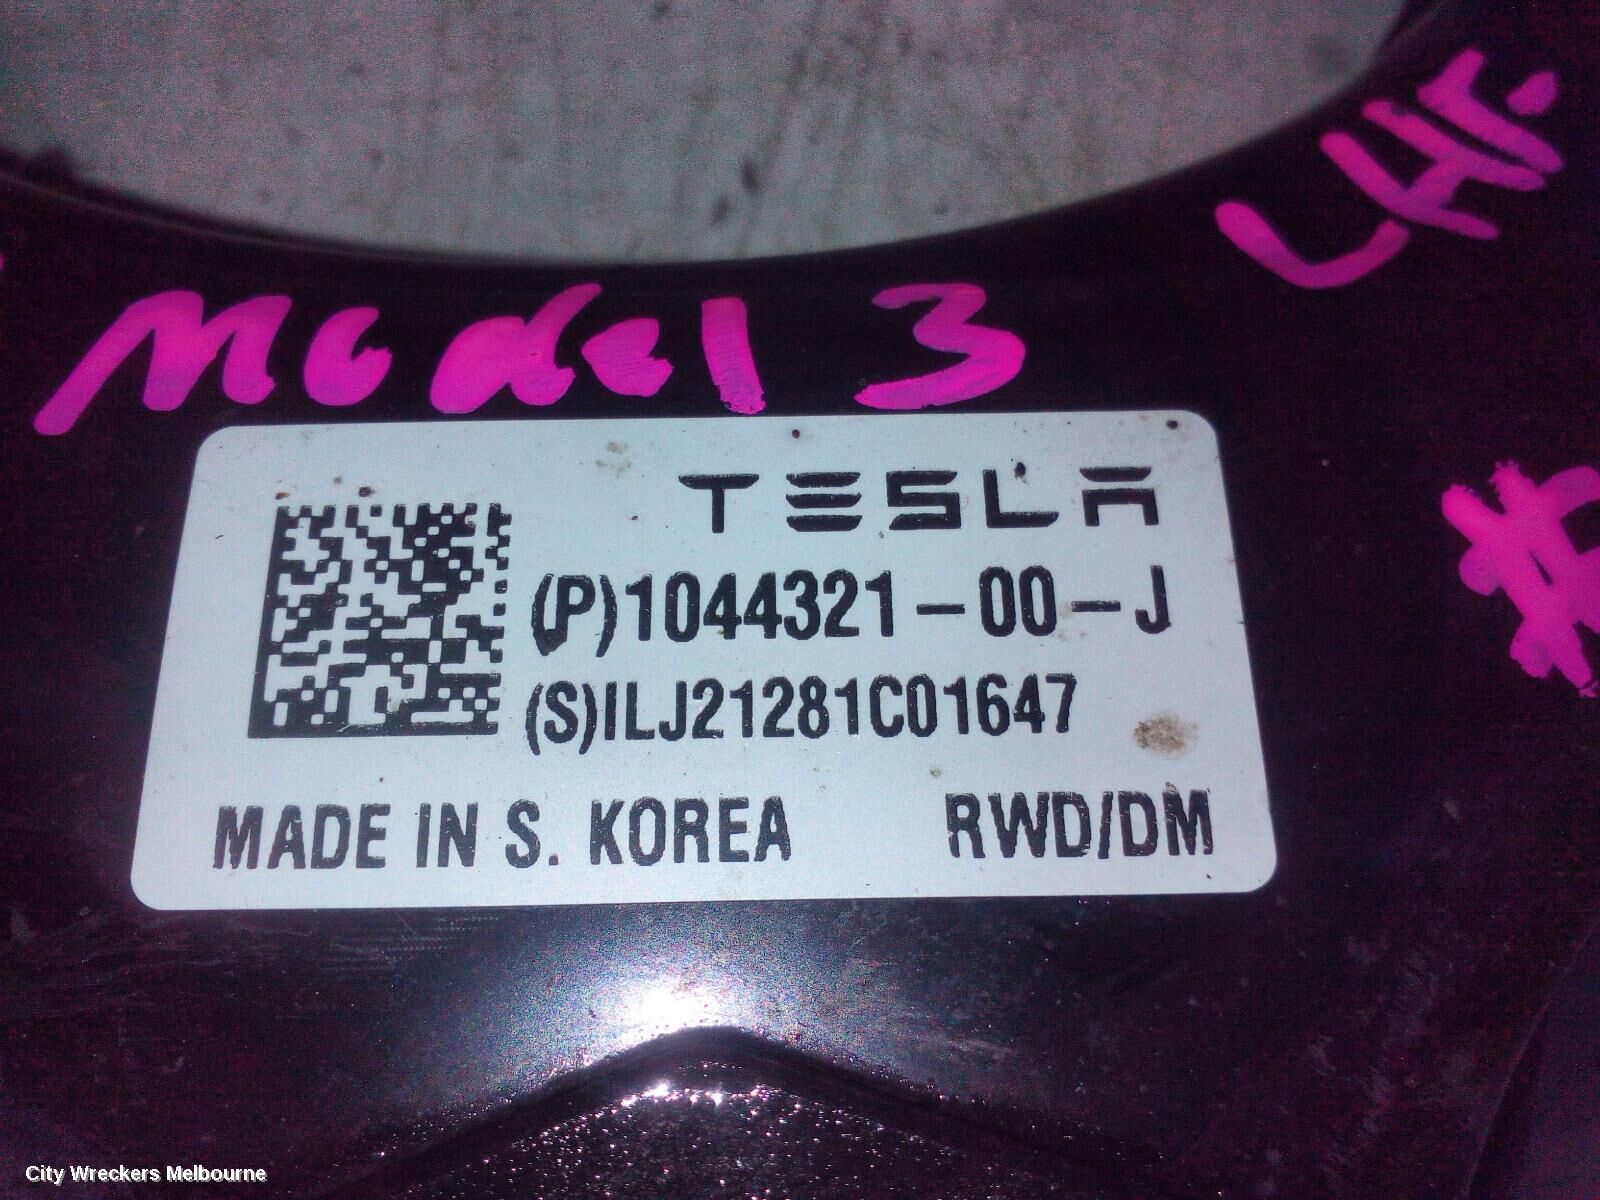 LHF
Model 3
TESLA
(P)1044321-00-J
(S)ILJ21281C01647
MADE IN S. KOREA RWD/DM
City Wreckers Melbourne